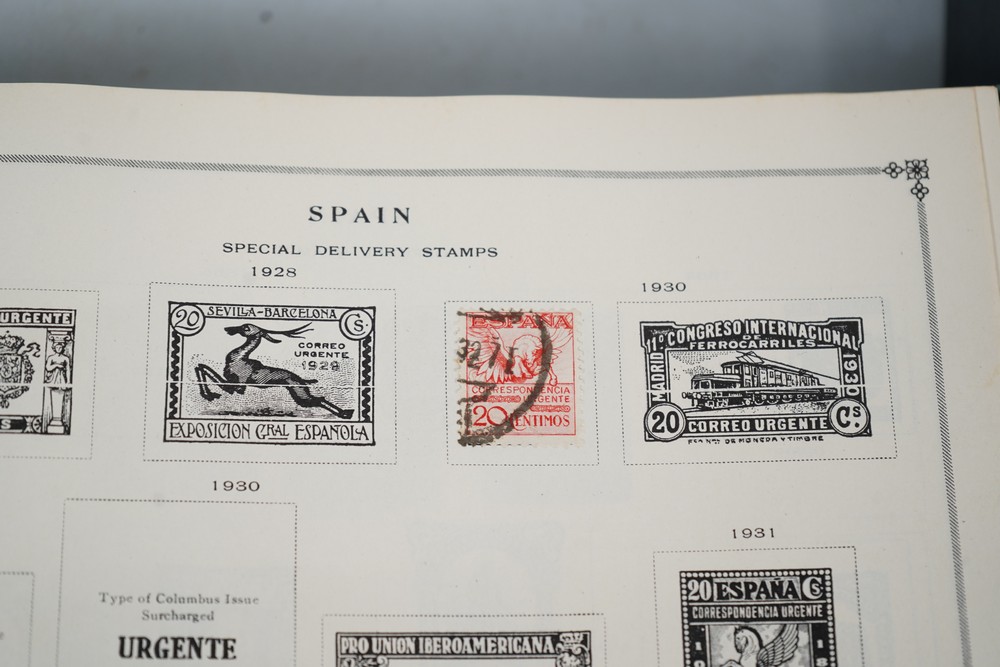 SPAIN
SPECIAL DELIVERY STAMPS
1928
1930
URGENTE
S
20 SEVILLA-BARCELONA Cs.
CORREO
URGENTE
1929
EXPOSICION GRAL ESPAÑOLA
ESPAÑA
CORRESPONDENCIA
URGENTE
20 CENTIMOS
11º CONGRESO INTERNACIONAL
DE
FERROCARRILES
MADRID
1930
20 CORREO URGENTE Cs.
1930
1931
Type of Columbus Issue
Surcharged
URGENTE
PRO UNION IBEROAMERICANA
20 ESPAÑA Cs
CORRESPONDENCIA URGENTE